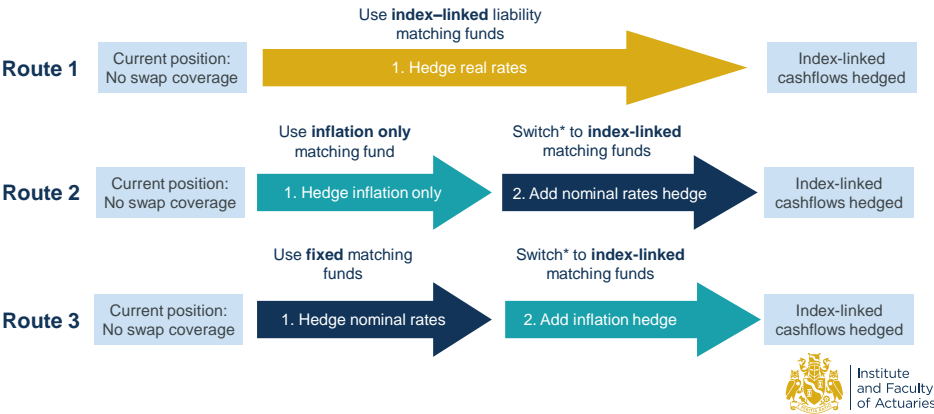 Use index–linked liability
matching funds
Route 1
Current position:
No swap coverage
1. Hedge real rates
Index-linked
cashflows hedged
Use inflation only
matching fund
Switch* to index-linked
matching funds
Route 2
Current position:
No swap coverage
1. Hedge inflation only
2. Add nominal rates hedge
Index-linked
cashflows hedged
Use fixed matching
funds
Switch* to index-linked
matching funds
Route 3
Current position:
No swap coverage
1. Hedge nominal rates
2. Add inflation hedge
Index-linked
cashflows hedged
Institute
and Faculty
of Actuaries